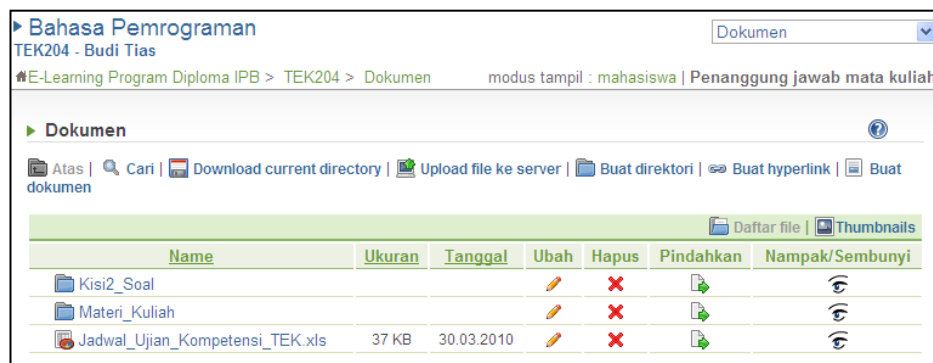 Bahasa Pemrograman
Dokumen
TEK204 - Budi Tias
E-Learning Program Diploma IPB > TEK204 > Dokumen modus tampil : mahasiswa | Penanggung jawab mata kuliah
Dokumen
Atas | Cari | Download current directory | Upload file ke server | Buat direktori | Buat hyperlink | Buat
dokumen
Daftar file | Thumbnails
Name Ukuran Tanggal Ubah Hapus Pindahkan Nampak/Sembunyi
Kisi2_Soal
Materi_Kuliah
Jadwal_Ujian_Kompetensi_TEK.xls 37 KB 30.03.2010